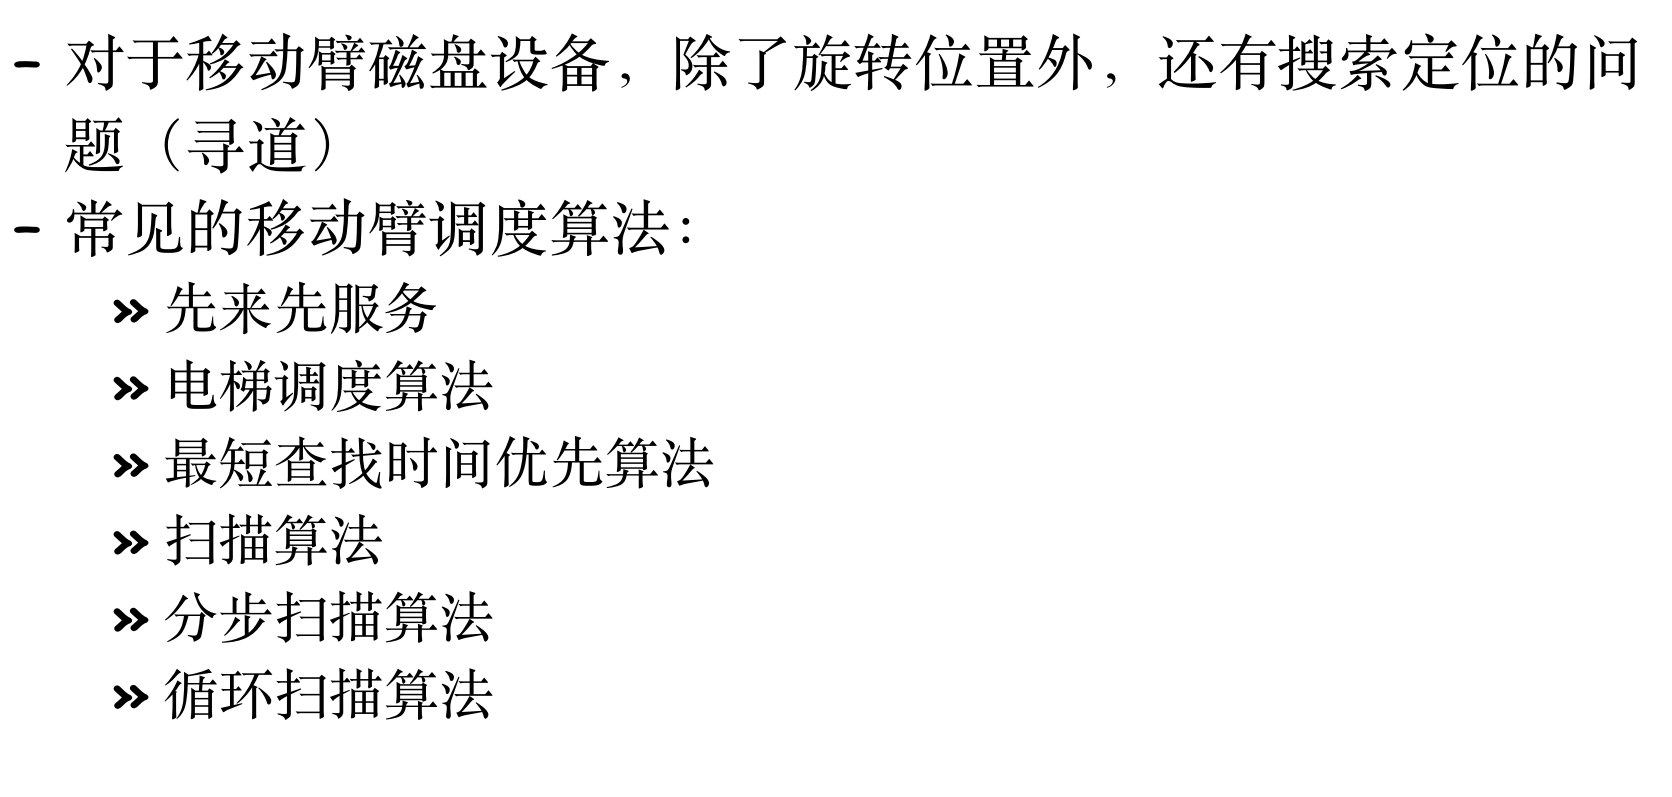 – 对于移动臂磁盘设备，除了旋转位置外，还有搜索定位的问
题（寻道）
– 常见的移动臂调度算法：
» 先来先服务
» 电梯调度算法
» 最短查找时间优先算法
» 扫描算法
» 分步扫描算法
» 循环扫描算法